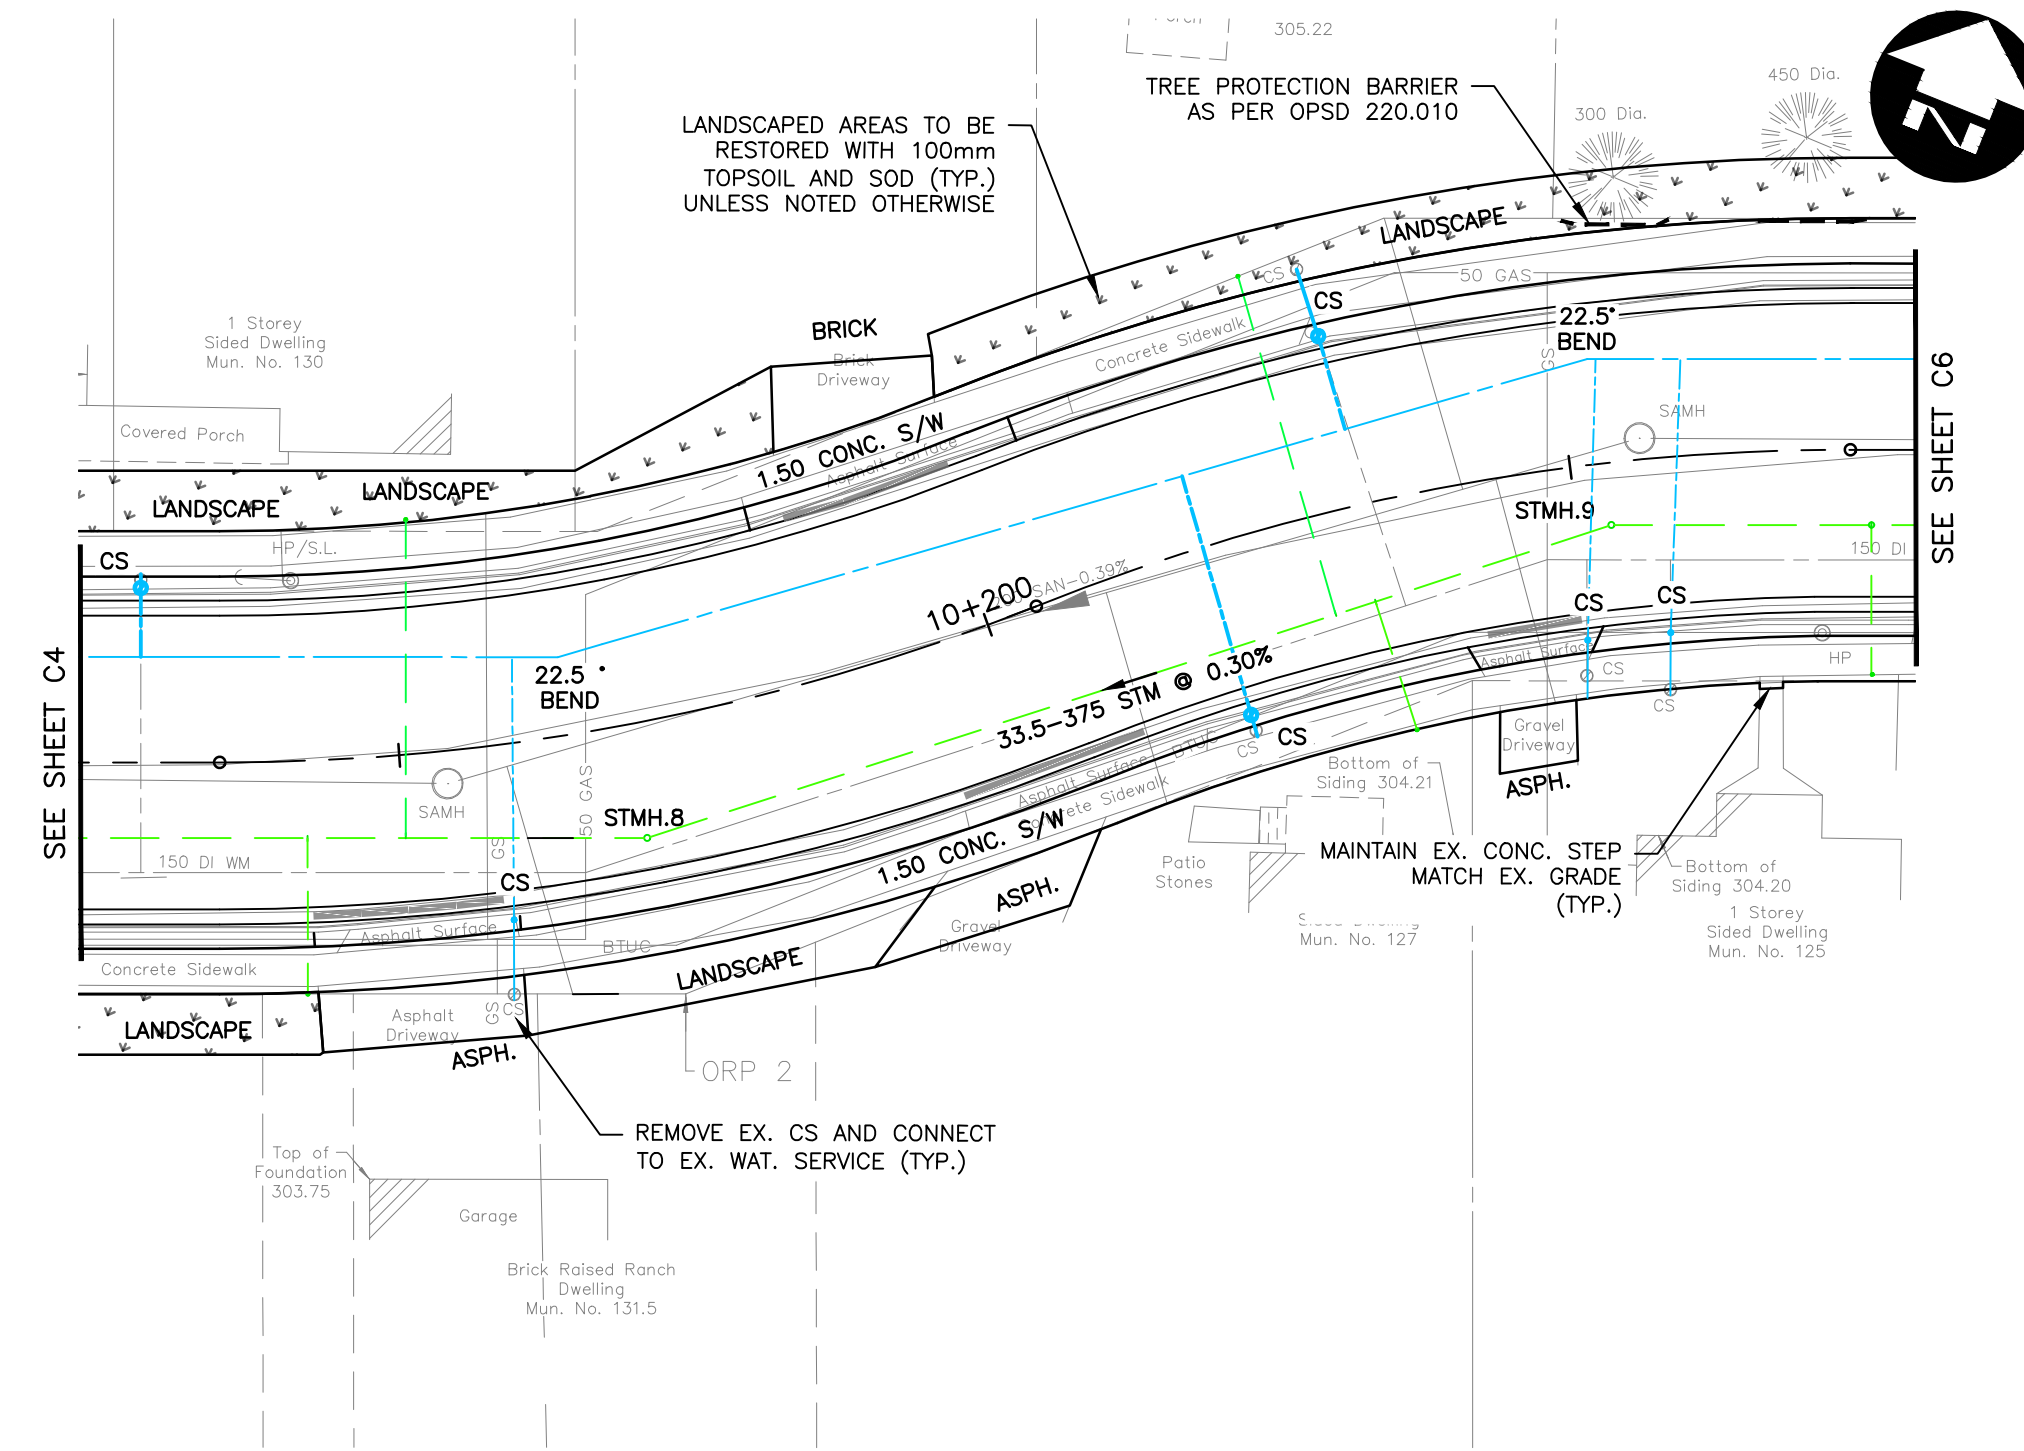 305.22
TREE PROTECTION BARRIER
AS PER OPSD 220.010
450 Dia.
300 Dia.
LANDSCAPED AREAS TO BE
RESTORED WITH 100mm
TOPSOIL AND SOD (TYP.)
UNLESS NOTED OTHERWISE
N
LANDSCAPE
50 GAS
CS
CS
22.5°
BEND
GS
1 Storey
Sided Dwelling
Mun. No. 130
BRICK
Brick
Driveway
Concrete Sidewalk
SEE SHEET C6
SAMH
Covered Porch
1.50 CONC. S/W
Asphalt Surface
LANDSCAPE
LANDSCAPE
STMH.9
150 DI
HP/S.L.
CS
10+200
SAN-0.39%
CS
CS
SEE SHEET C4
22.5 °
BEND
33.5-375 STM @ 0.30%
Asphalt Surface
CS
HP
CS
BTUC
CS
CS
Gravel
Driveway
ASPH.
50 GAS
SAMH
STMH.8
GS
Asphalt Surface
Concrete Sidewalk
Bottom of
Siding 304.21
150 DI WM
1.50 CONC. S/W
Patio
Stones
MAINTAIN EX. CONC. STEP
MATCH EX. GRADE
(TYP.)
Bottom of
Siding 304.20
CS
ASPH.
Gravel
Driveway
Mun. No. 127
1 Storey
Sided Dwelling
Mun. No. 125
Asphalt Surface
BTUC
Concrete Sidewalk
LANDSCAPE
LANDSCAPE
Asphalt
Driveway
GS
CS
ASPH.
ORP 2
REMOVE EX. CS AND CONNECT
TO EX. WAT. SERVICE (TYP.)
Top of
Foundation
303.75
Garage
Brick Raised Ranch
Dwelling
Mun. No. 131.5